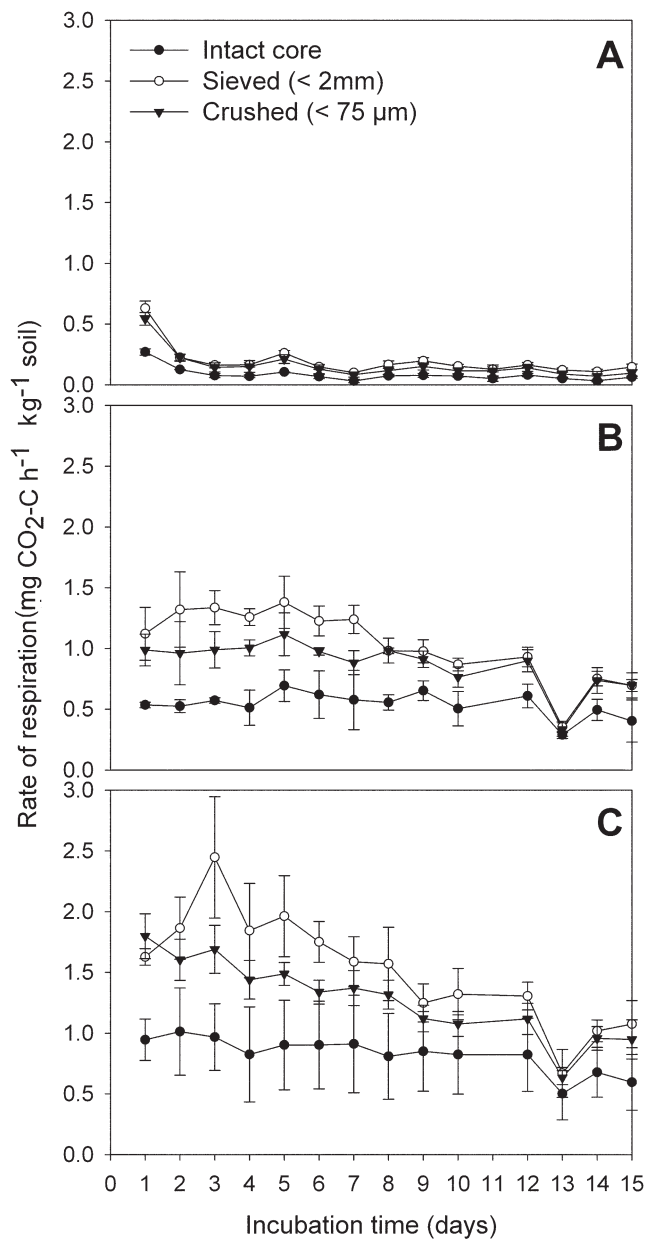 Rate of respiration(mg CO2-C h-1 kg-1 soil)
3.0
2.5
2.0
1.5
1.0
0.5
0.0
Intact core
Sieved (< 2mm)
Crushed (< 75 µm)
A
3.0
2.5
2.0
1.5
1.0
0.5
0.0
B
3.0
2.5
2.0
1.5
1.0
0.5
0.0
C
0 1 2 3 4 5 6 7 8 9 10 11 12 13 14 15
Incubation time (days)